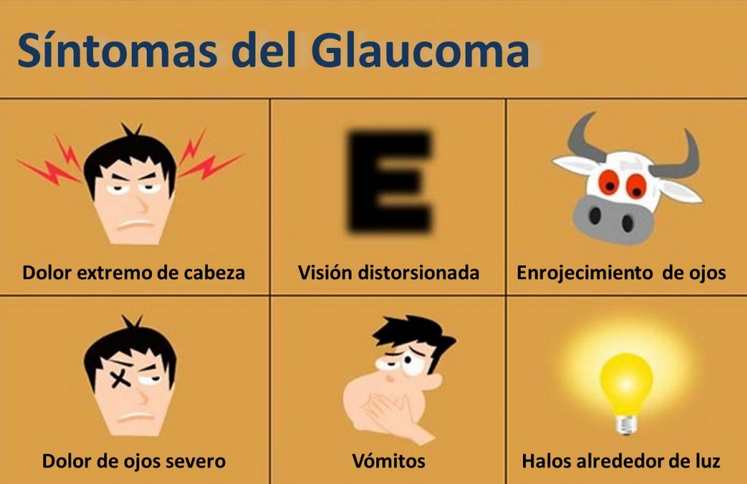 Síntomas del Glaucoma
Dolor extremo de cabeza
Visión distorsionada
Enrojecimiento de ojos
Dolor de ojos severo
Vómitos
Halos alrededor de luz